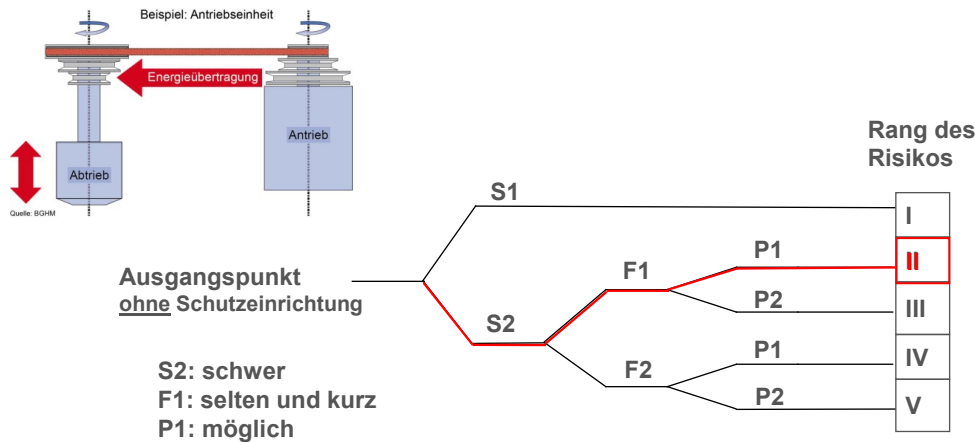 Beispiel: Antriebseinheit
Energieübertragung
Antrieb
Abtrieb
Quelle: BGHM
Rang des
Risikos
S1
I
P1
II
Ausgangspunkt
ohne Schutzeinrichtung
F1
P2
III
S2
P1
IV
F2
P2
V
S2: schwer
F1: selten und kurz
P1: möglich